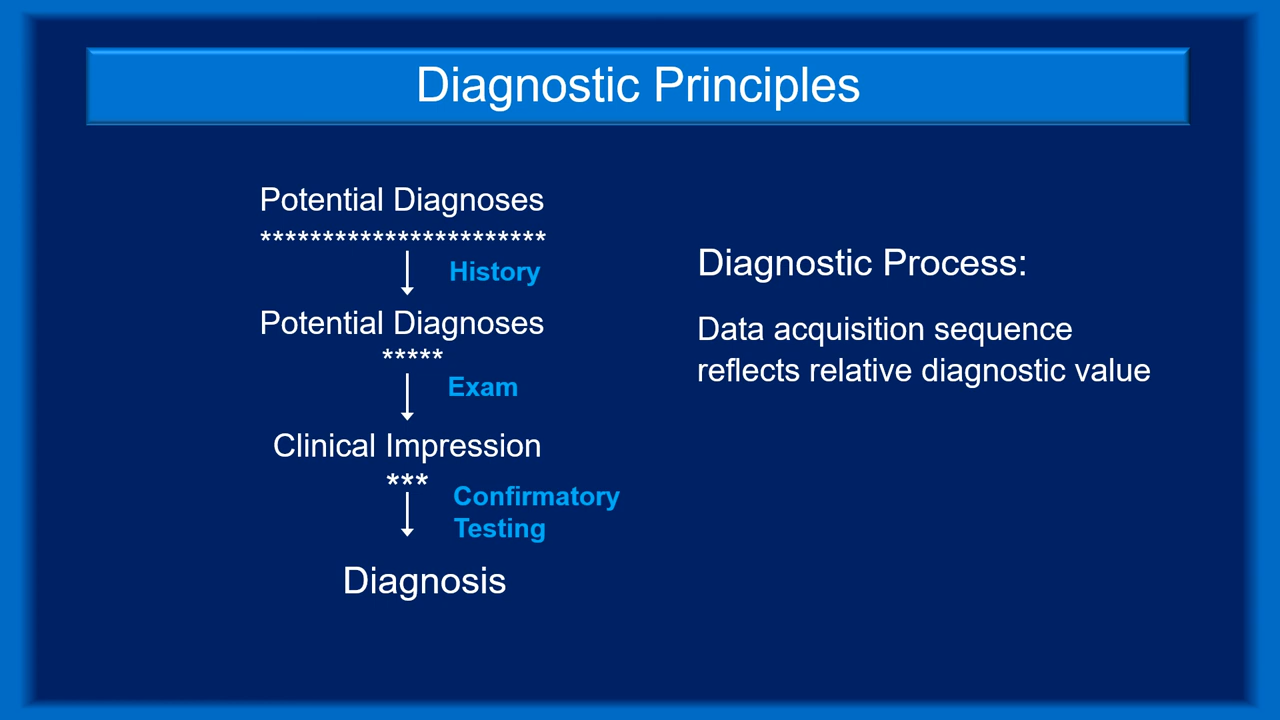 Diagnostic Principles
Potential Diagnoses
***********************
History
Potential Diagnoses
*****
Exam
Clinical Impression
***
Confirmatory
Testing
Diagnosis
Diagnostic Process:
Data acquisition sequence
reflects relative diagnostic value